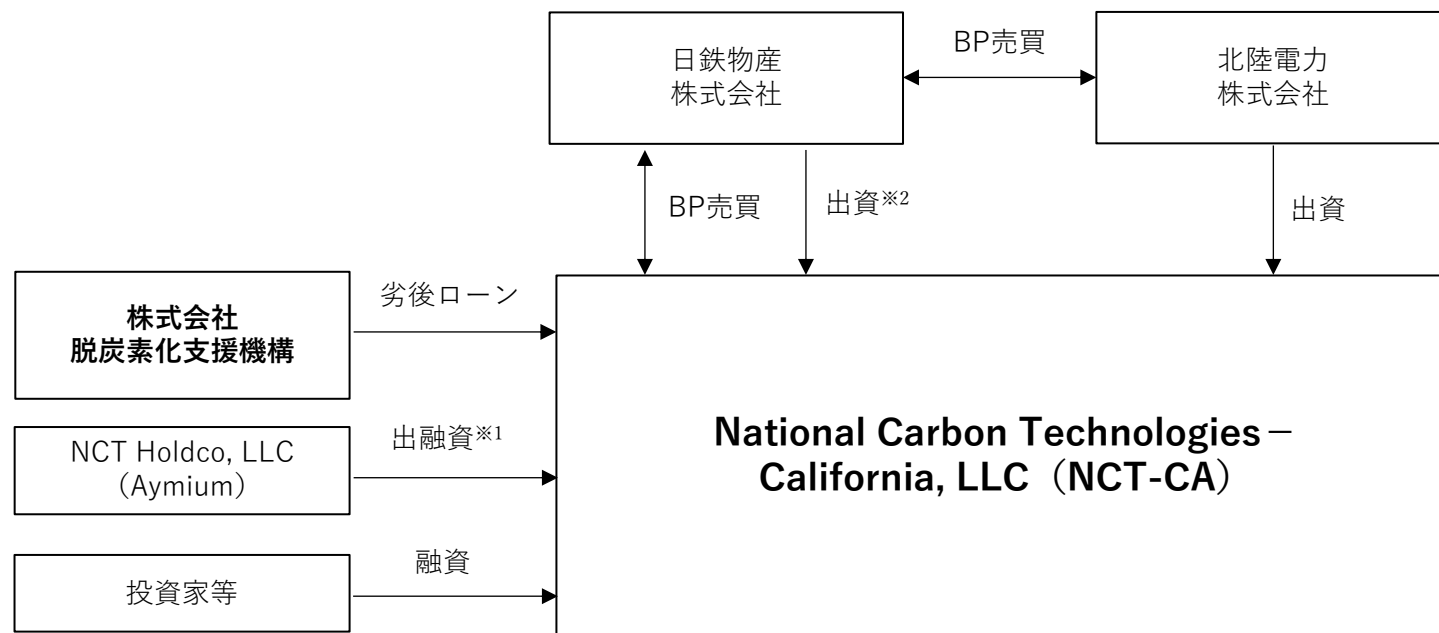 日鉄物産
株式会社
BP売買
北陸電力
株式会社
BP売買
出資※2
出資
株式会社
脱炭素化支援機構
劣後ローン
NCT Holdco, LLC
（Aymium）
出融資※1
投資家等
融資
National Carbon Technologies－
California, LLC（NCT-CA）